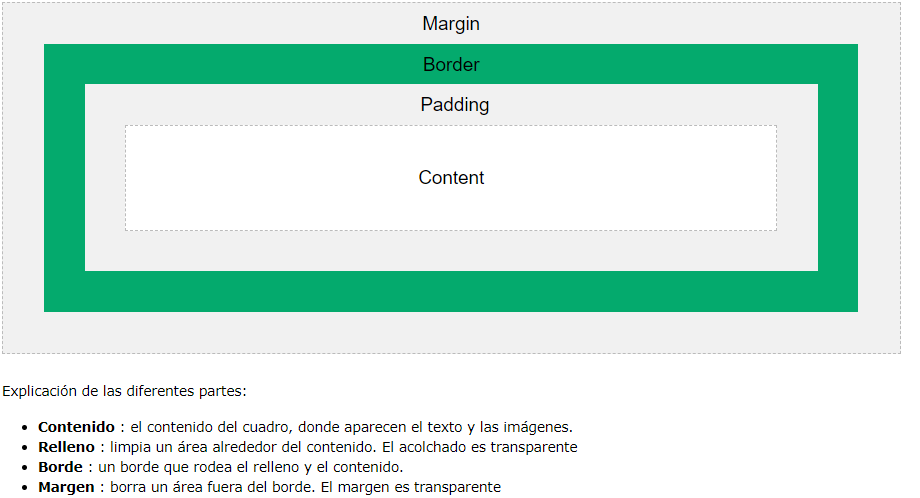 Margin
Border
Padding
Content
Explicación de las diferentes partes:
Contenido : el contenido del cuadro, donde aparecen el texto y las imágenes.
Relleno : limpia un área alrededor del contenido. El acolchado es transparente
Borde : un borde que rodea el relleno y el contenido.
Margen : borra un área fuera del borde. El margen es transparente